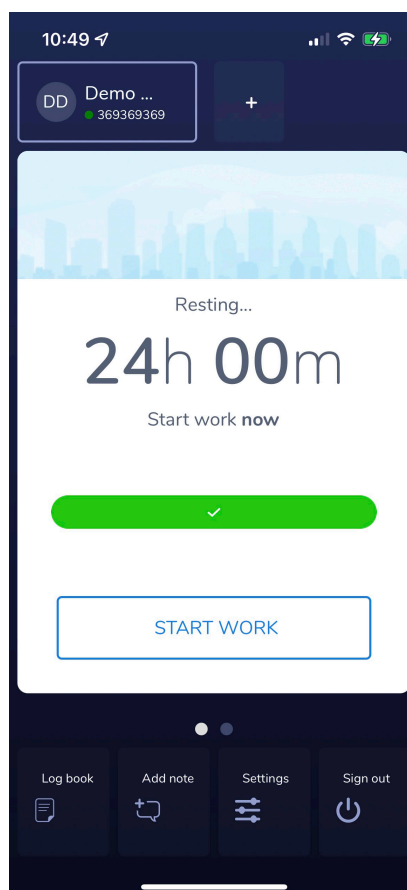 10:49
DD
Demo ...
369369369
+
Resting...
24h 00m
Start work now
START WORK
Log book
Add note
Settings
Sign out